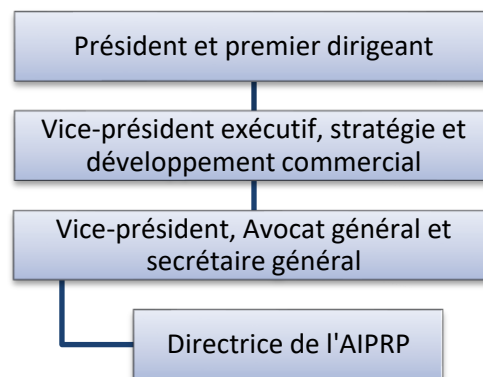 Président et premier dirigeant
Vice-président exécutif, stratégie et
développement commercial
Vice-président, Avocat général et
secrétaire général
Directrice de l'AIPRP